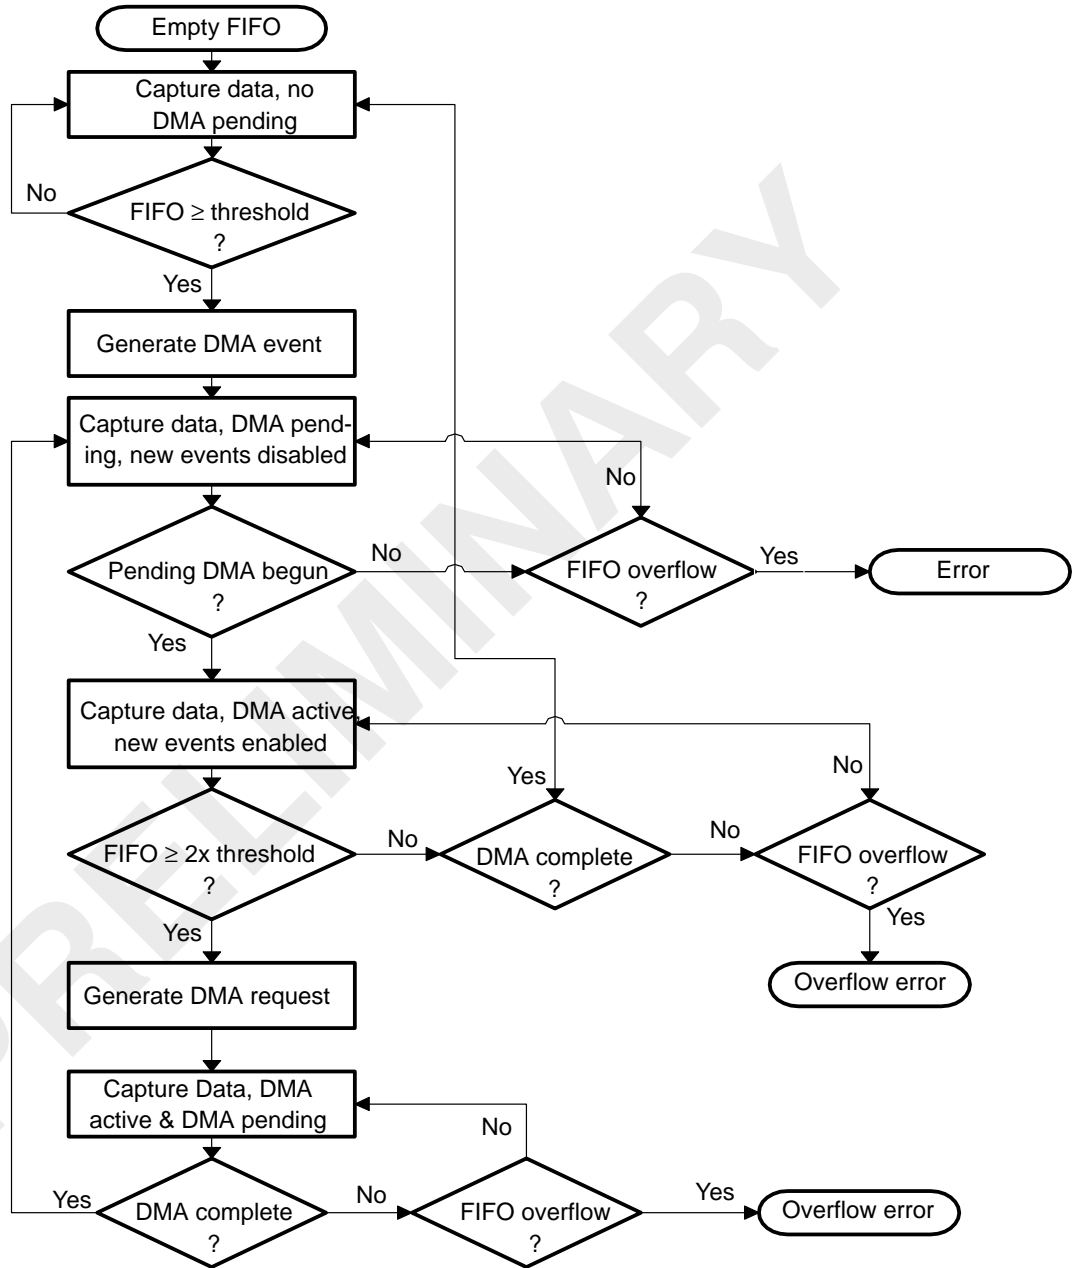 Empty FIFO
Capture data, no
DMA pending
No
FIFO ≥ threshold
?
Yes
Generate DMA event
Capture data, DMA pend-
ing, new events disabled
No
Pending DMA begun
?
No
FIFO overflow
?
Yes
Error
Yes
Capture data, DMA active,
new events enabled
Yes
No
FIFO ≥ 2x threshold
?
No
DMA complete
?
No
FIFO overflow
?
Yes
Yes
Overflow error
Generate DMA request
Capture Data, DMA
active & DMA pending
No
Yes
DMA complete
?
No
FIFO overflow
?
Yes
Overflow error
PRELIMINARY